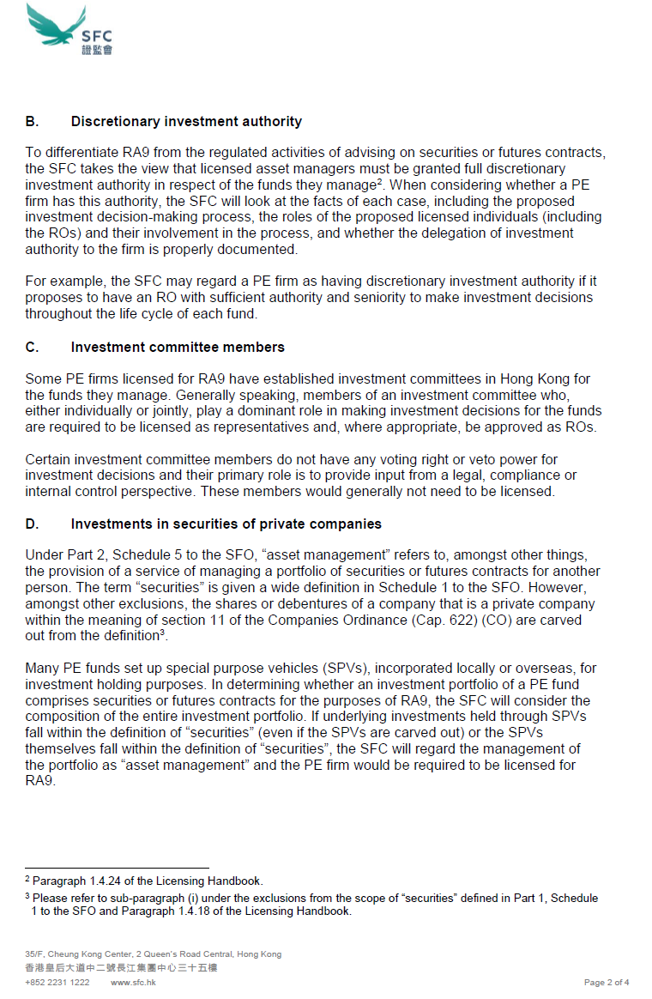 SFC
證監會
B. Discretionary investment authority
To differentiate RA9 from the regulated activities of advising on securities or futures contracts,
the SFC takes the view that licensed asset managers must be granted full discretionary
investment authority in respect of the funds they manage². When considering whether a PE
firm has this authority, the SFC will look at the facts of each case, including the proposed
investment decision-making process, the roles of the proposed licensed individuals (including
the ROs) and their involvement in the process, and whether the delegation of investment
authority to the firm is properly documented.
For example, the SFC may regard a PE firm as having discretionary investment authority if it
proposes to have an RO with sufficient authority and seniority to make investment decisions
throughout the life cycle of each fund.
C. Investment committee members
Some PE firms licensed for RA9 have established investment committees in Hong Kong for
the funds they manage. Generally speaking, members of an investment committee who,
either individually or jointly, play a dominant role in making investment decisions for the funds
are required to be licensed as representatives and, where appropriate, be approved as ROs.
Certain investment committee members do not have any voting right or veto power for
investment decisions and their primary role is to provide input from a legal, compliance or
internal control perspective. These members would generally not need to be licensed.
D. Investments in securities of private companies
Under Part 2, Schedule 5 to the SFO, “asset management” refers to, amongst other things,
the provision of a service of managing a portfolio of securities or futures contracts for another
person. The term “securities” is given a wide definition in Schedule 1 to the SFO. However,
amongst other exclusions, the shares or debentures of a company that is a private company
within the meaning of section 11 of the Companies Ordinance (Cap. 622) (CO) are carved
out from the definition³.
Many PE funds set up special purpose vehicles (SPVs), incorporated locally or overseas, for
investment holding purposes. In determining whether an investment portfolio of a PE fund
comprises securities or futures contracts for the purposes of RA9, the SFC will consider the
composition of the entire investment portfolio. If underlying investments held through SPVs
fall within the definition of “securities” (even if the SPVs are carved out) or the SPVs
themselves fall within the definition of “securities”, the SFC will regard the management of
the portfolio as “asset management” and the PE firm would be required to be licensed for
RA9.
² Paragraph 1.4.24 of the Licensing Handbook.
³ Please refer to sub-paragraph (i) under the exclusions from the scope of “securities” defined in Part 1, Schedule
1 to the SFO and Paragraph 1.4.18 of the Licensing Handbook.
35/F, Cheung Kong Center, 2 Queen's Road Central, Hong Kong
香港皇后大道中二號長江集團中心三十五樓
+852 2231 1222 www.sfc.hk Page 2 of 4